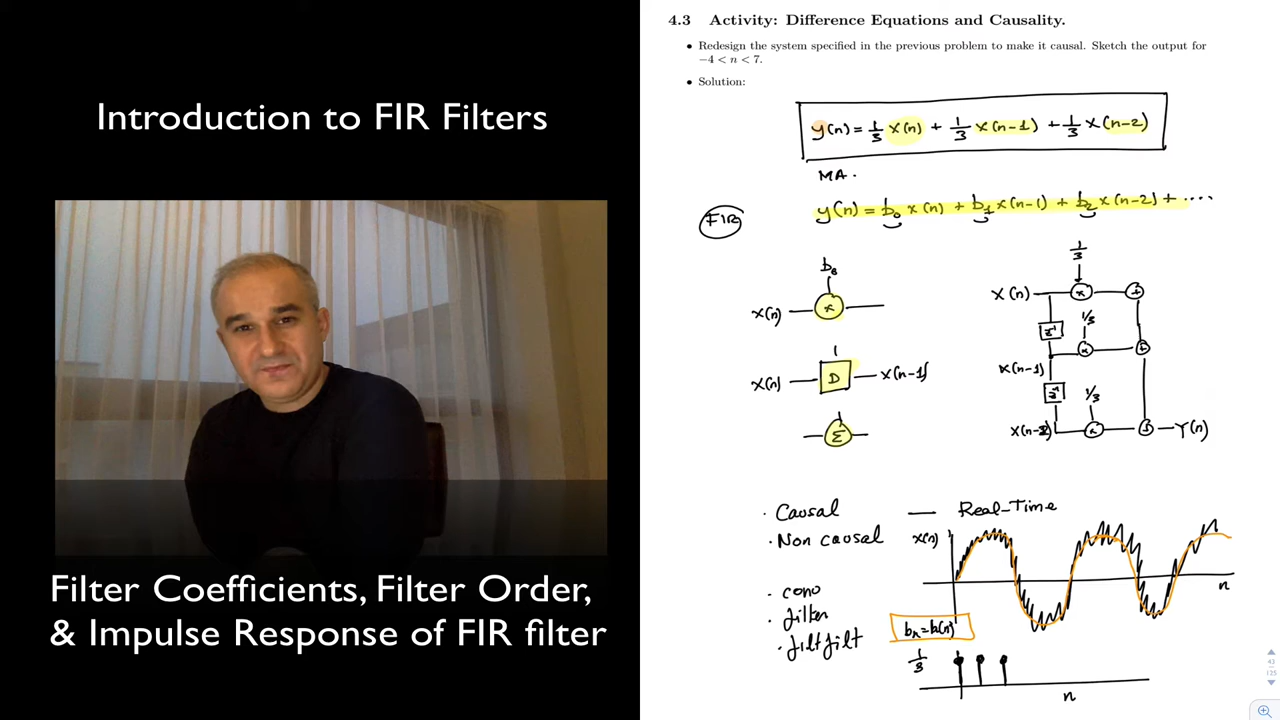 Introduction to FIR Filters
Filter Coefficients, Filter Order,
& Impulse Response of FIR filter
4.3 Activity: Difference Equations and Causality.
• Redesign the system specified in the previous problem to make it causal. Sketch the output for
−4 < n < 7.
• Solution:
y(n) = 1/3 x(n) + 1/3 x(n-1) + 1/3 x(n-2)
MA.
FIR
y(n) = b₀ x(n) + b₁ x(n-1) + b₂ x(n-2) + ....
b₀
x(n) x
x(n) D x(n-1)
Σ
1/3
x(n) x +
z⁻¹ 1/3 x +
x(n-1)
z⁻¹ 1/3
x(n-2) x + Y(n)
· Causal — Real-Time
· Non causal
x(n)
n
· conv
· filter
· filtfilt
bₙ = h(n)
1/3
n
43
125